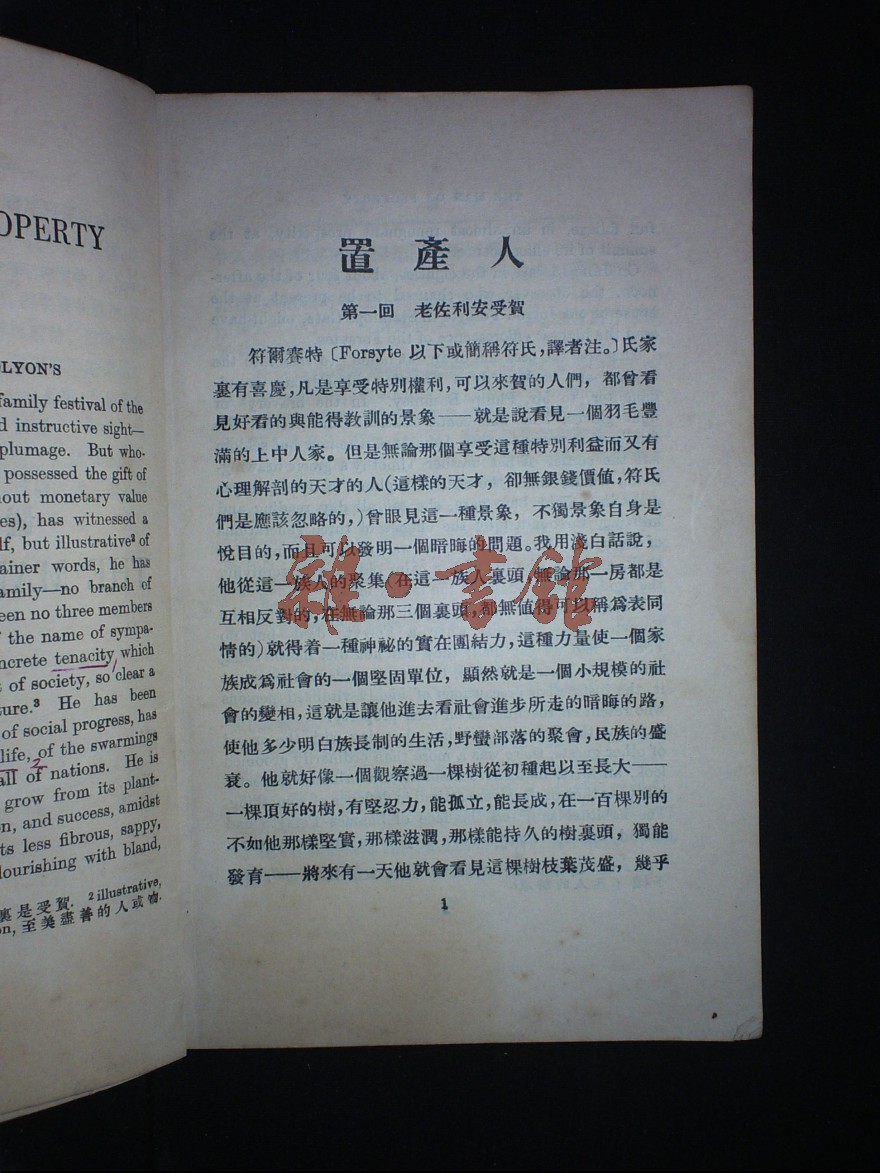 OPERTY
OLYON'S
family festival of the
d instructive sight—
plumage. But who-
possessed the gift of
hout monetary value
es), has witnessed a
lf, but illustrative² of
ainer words, he has
amily—no branch of
een no three members
f the name of sympa-
ncrete tenacity which
t of society, so clear a
ture.³ He has been
of social progress, has
life, of the swarmings
all of nations. He is
grow from its plant-
on, and success, amidst
ts less fibrous, sappy,
lourishing with bland,
裏是受賀. ² illustrative,
on, 至美盡善的人或物.
置產人
第一回 老佐利安受賀
符爾賽特〔Forsyte 以下或簡稱符氏,譯者注。〕氏家
裏有喜慶,凡是享受特別權利,可以來賀的人們,都曾看
見好看的與能得教訓的景象——就是說看見一個羽毛豐
滿的上中人家。但是無論那個享受這種特別利益而又有
心理解剖的天才的人(這樣的天才,卻無銀錢價值,符氏
們是應該忽略的,)曾眼見這一種景象,不獨景象自身是
悅目的,而且可以發明一個暗晦的問題。我用淺白話說,
他從這一族人的聚集(在這一族人裏頭,無論那一房都是
互相反對的,在無論那三個裏頭,都無值得可以稱爲表同
情的)就得着一種神祕的實在團結力,這種力量使一個家
族成爲社會的一個堅固單位,顯然就是一個小規模的社
會的變相,這就是讓他進去看社會進步所走的暗晦的路,
使他多少明白族長制的生活,野蠻部落的聚會,民族的盛
衰。他就好像一個觀察過一棵樹從初種起以至長大——
一棵頂好的樹,有堅忍力,能孤立,能長成,在一百棵別的
不如他那樣堅實,那樣滋潤,那樣能持久的樹裏頭,獨能
發育——將來有一天他就會看見這棵樹枝葉茂盛,幾乎
1
雜·書館